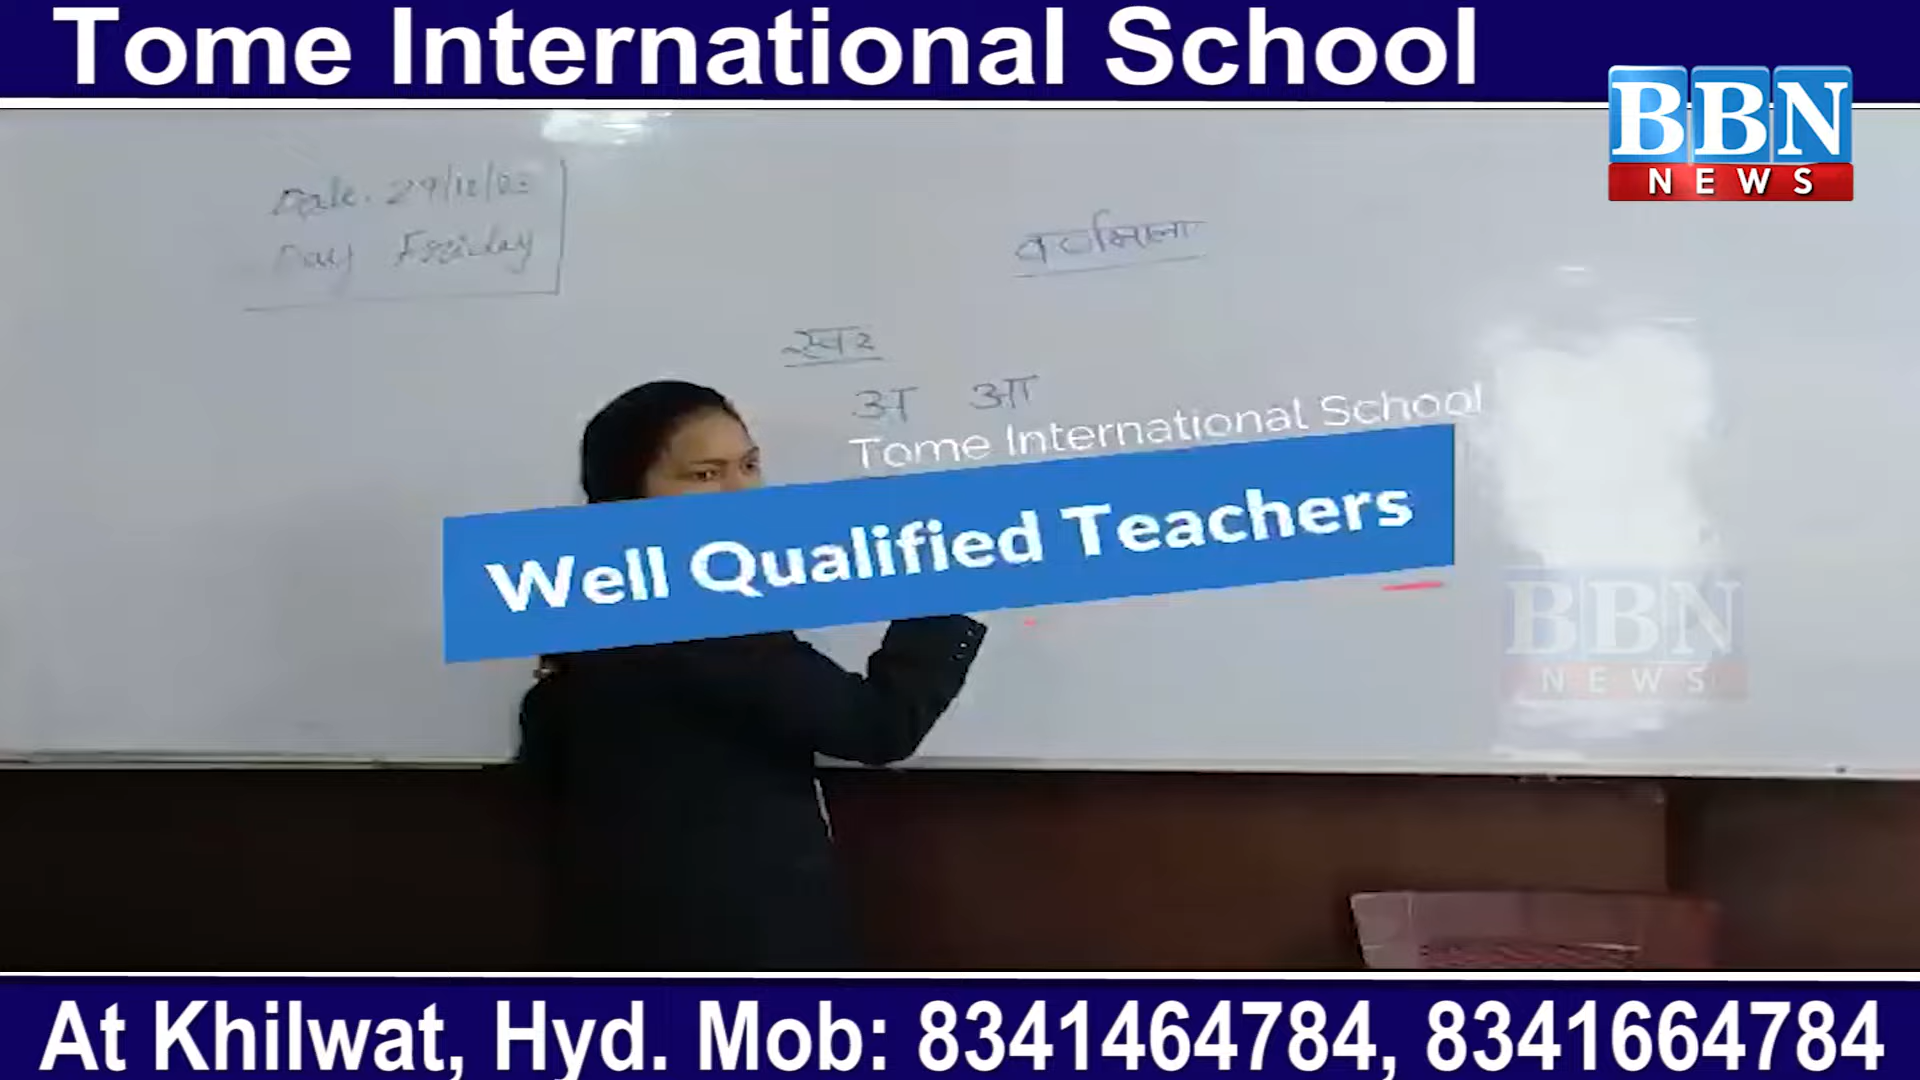 Tome International School
BBN
NEWS
Date. 29/12/23
Day Friday
वर्णमाला
स्वर
अ आ
Tome International School
Well Qualified Teachers
BBN
NEWS
At Khilwat, Hyd. Mob: 8341464784, 8341664784